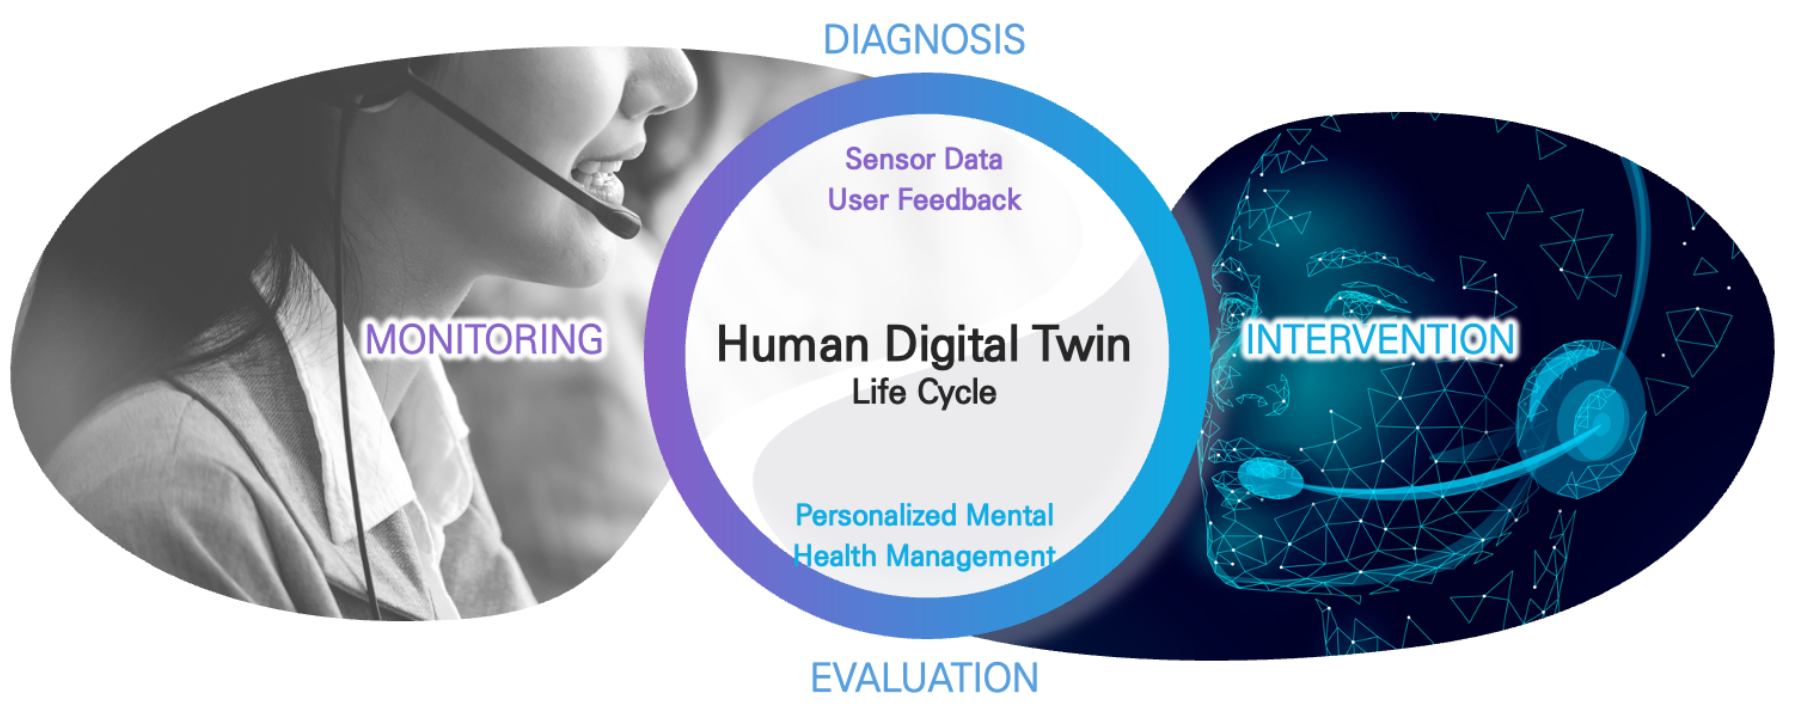 DIAGNOSIS
Sensor Data
User Feedback
MONITORING
Human Digital Twin
Life Cycle
INTERVENTION
Personalized Mental
Health Management
EVALUATION